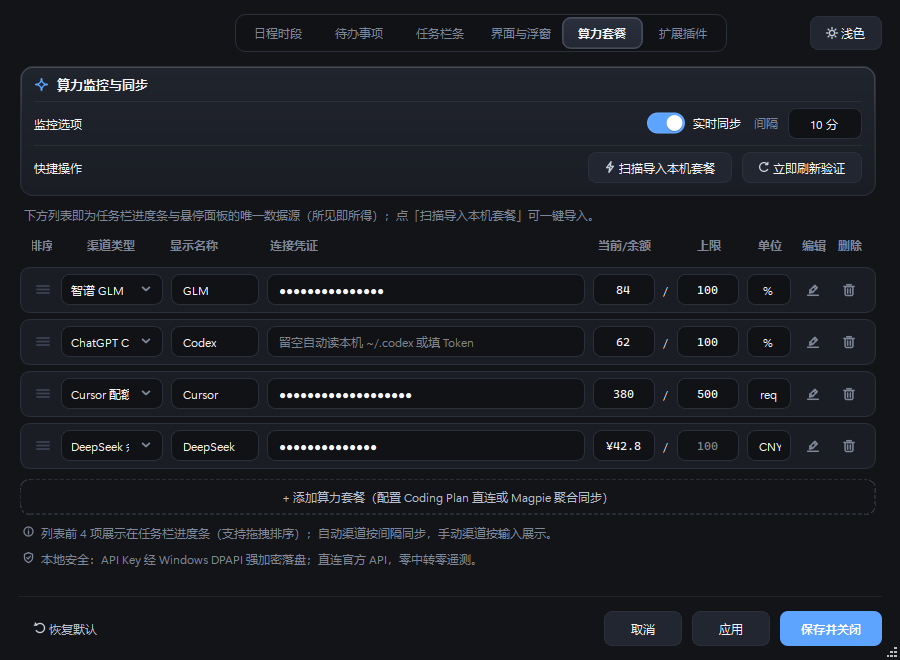 日程时段 待办事项 任务栏条 界面与浮窗 算力套餐 扩展插件 浅色
算力监控与同步
监控选项 实时同步 间隔 10 分
快捷操作 扫描导入本机套餐 立即刷新验证
下方列表即为任务栏进度条与悬停面板的唯一数据源（所见即所得）；点「扫描导入本机套餐」可一键导入。
排序 渠道类型 显示名称 连接凭证 当前/余额 上限 单位 编辑 删除
智谱 GLM GLM ●●●●●●●●●●●●●●● 84 / 100 %
ChatGPT C Codex 留空自动读本机 ~/.codex 或填 Token 62 / 100 %
Cursor 配额 Cursor ●●●●●●●●●●●●●●●●●●● 380 / 500 req
DeepSeek DeepSeek ●●●●●●●●●●●●●● ¥42.8 / 100 CNY
+ 添加算力套餐（配置 Coding Plan 直连或 Magpie 聚合同步）
列表前 4 项展示在任务栏进度条（支持拖拽排序）；自动渠道按间隔同步，手动渠道按输入展示。
本地安全：API Key 经 Windows DPAPI 强加密落盘；直连官方 API，零中转零遥测。
恢复默认 取消 应用 保存并关闭